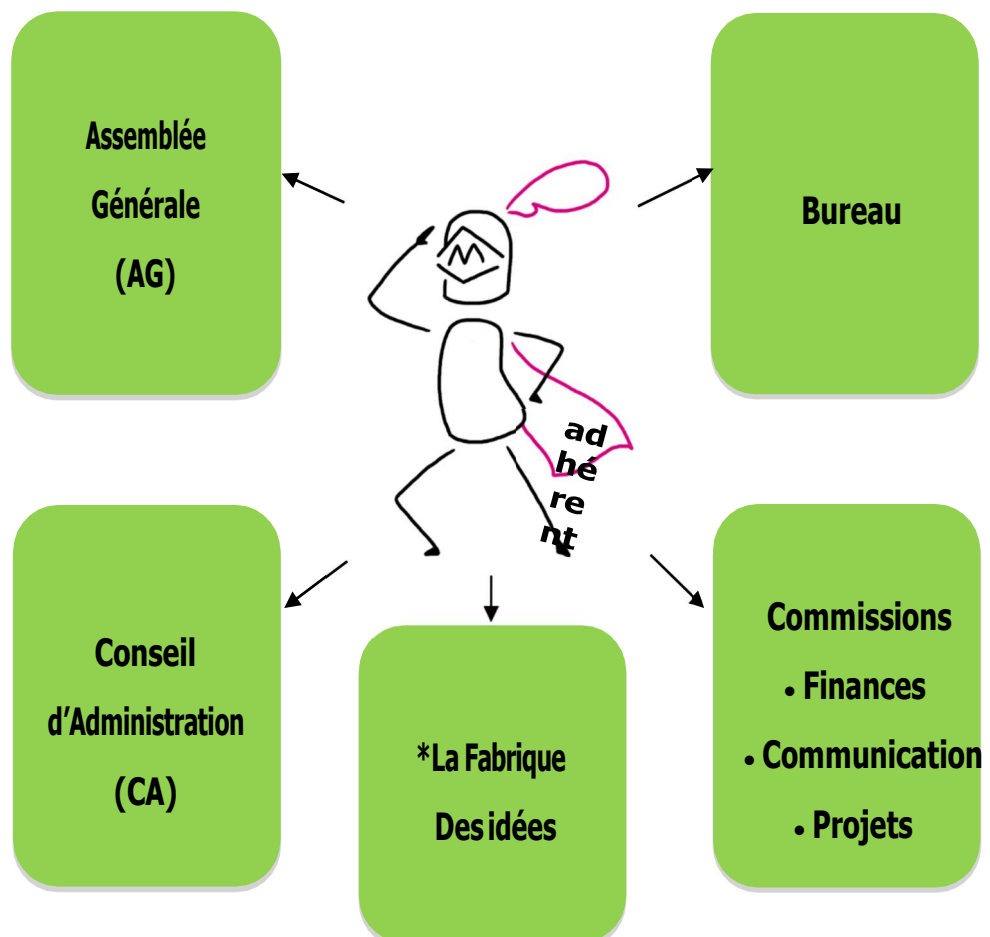 Assemblée
Générale
(AG)
Bureau
ad
hé
re
nt
Conseil
d’Administration
(CA)
*La Fabrique
Des idées
Commissions
• Finances
• Communication
• Projets